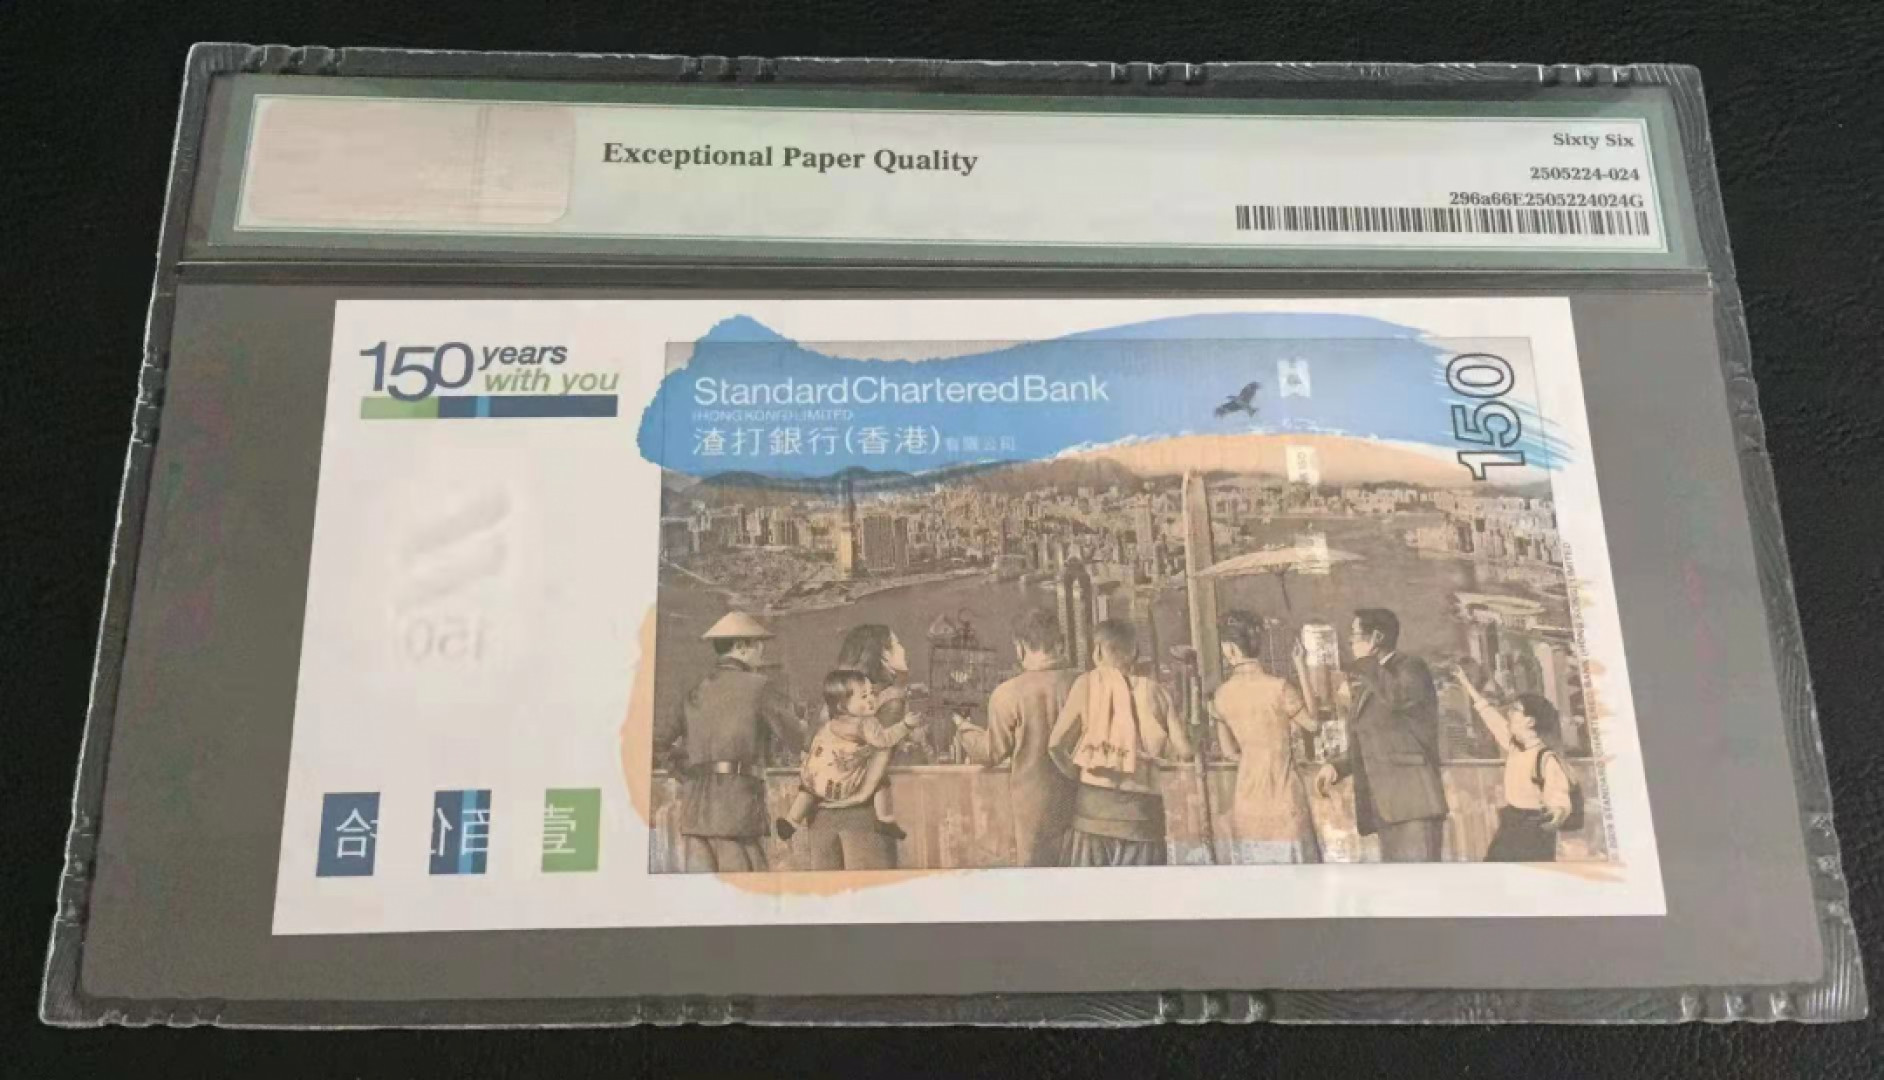 Exceptional Paper Quality
Sixty Six
2505224-024
296a66E2505224024G
150 years
with you
Standard Chartered Bank
(HONG KONG) LIMITED
渣打銀行(香港)有限公司
150
150
壹
佰